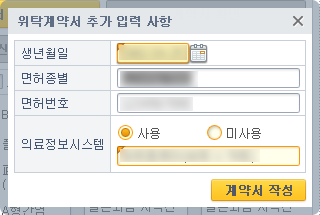 위탁계약서 추가 입력 사항
생년월일
면허종별
면허번호
의료정보시스템
사용 미사용
계약서 작성